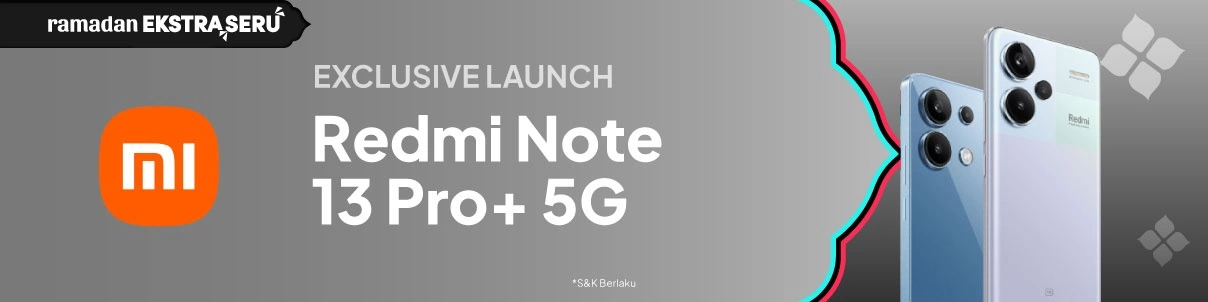 ramadan EKSTRA SERU
EXCLUSIVE LAUNCH
mi
Redmi Note
13 Pro+ 5G
Redmi
*S&K Berlaku